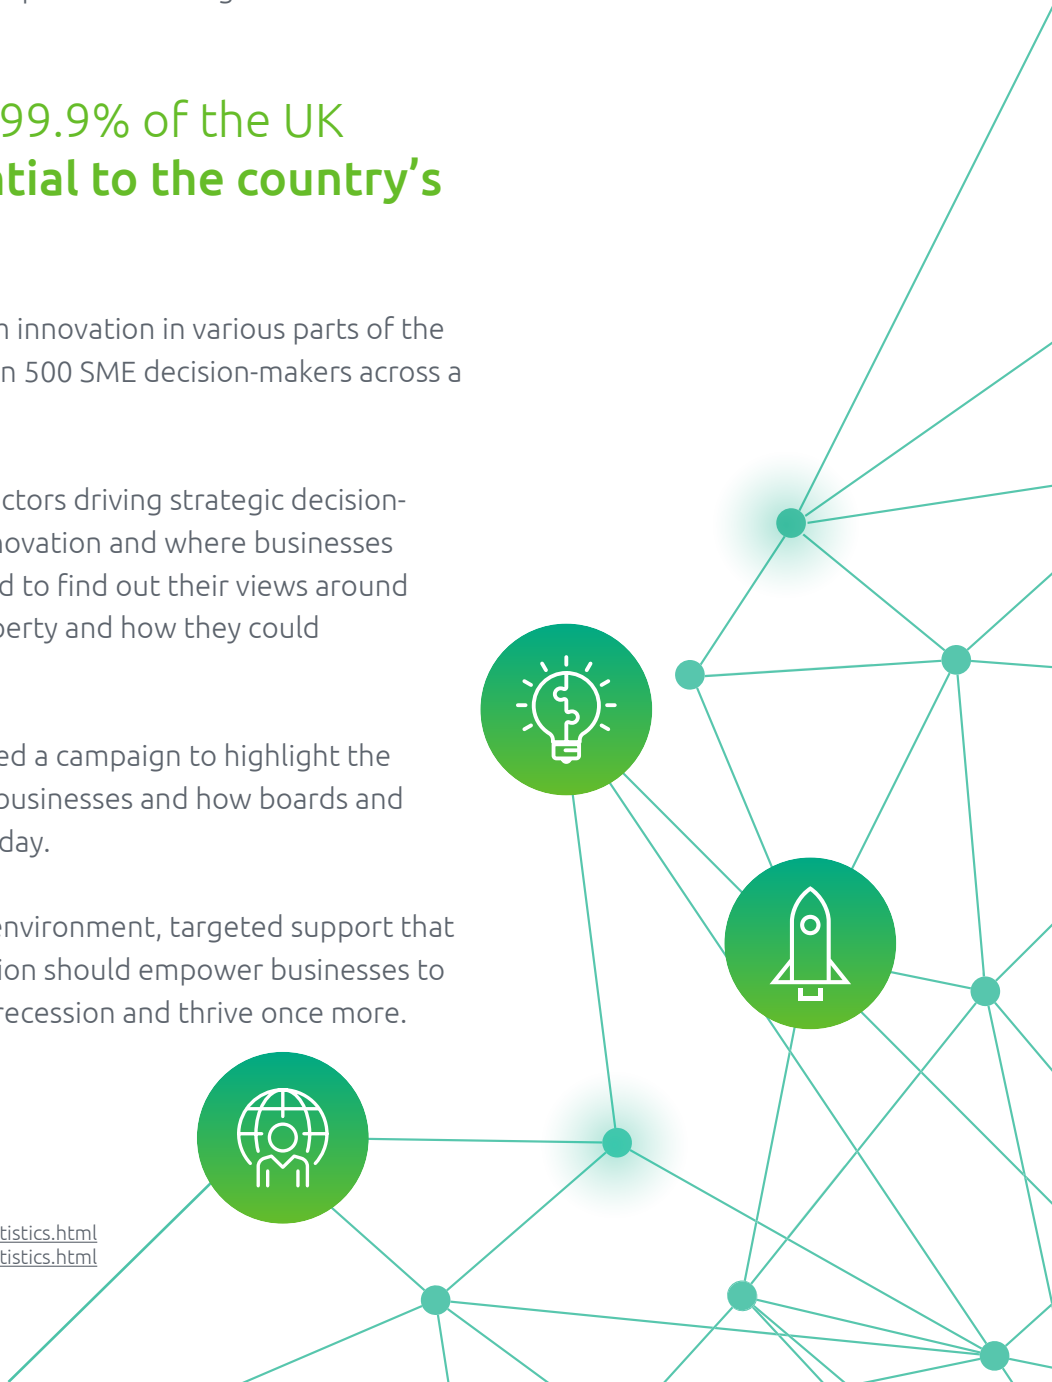 99.9% of the UK
tial to the country’s
innovation in various parts of the
n 500 SME decision-makers across a
ctors driving strategic decision-
novation and where businesses
d to find out their views around
perty and how they could
ed a campaign to highlight the
businesses and how boards and
day.
environment, targeted support that
ion should empower businesses to
recession and thrive once more.
tistics.html
tistics.html